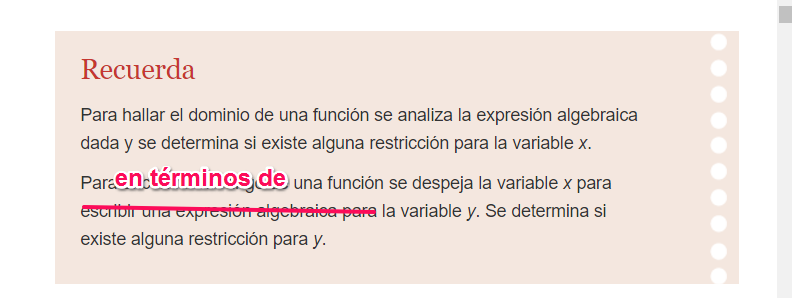 Recuerda
Para hallar el dominio de una función se analiza la expresión algebraica
dada y se determina si existe alguna restricción para la variable x.
en términos de
Para una función se despeja la variable x para
escribir una expresión algebraica para la variable y. Se determina si
existe alguna restricción para y.